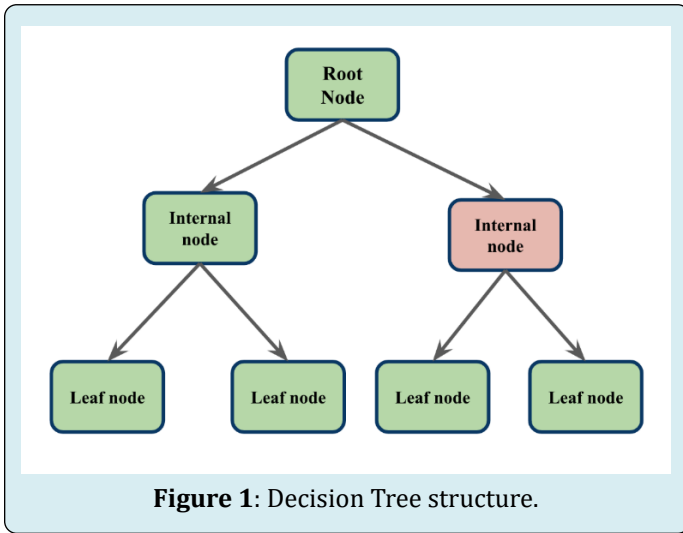 Root
Node
Internal
node
Internal
node
Leaf node
Leaf node
Leaf node
Leaf node
Figure 1: Decision Tree structure.